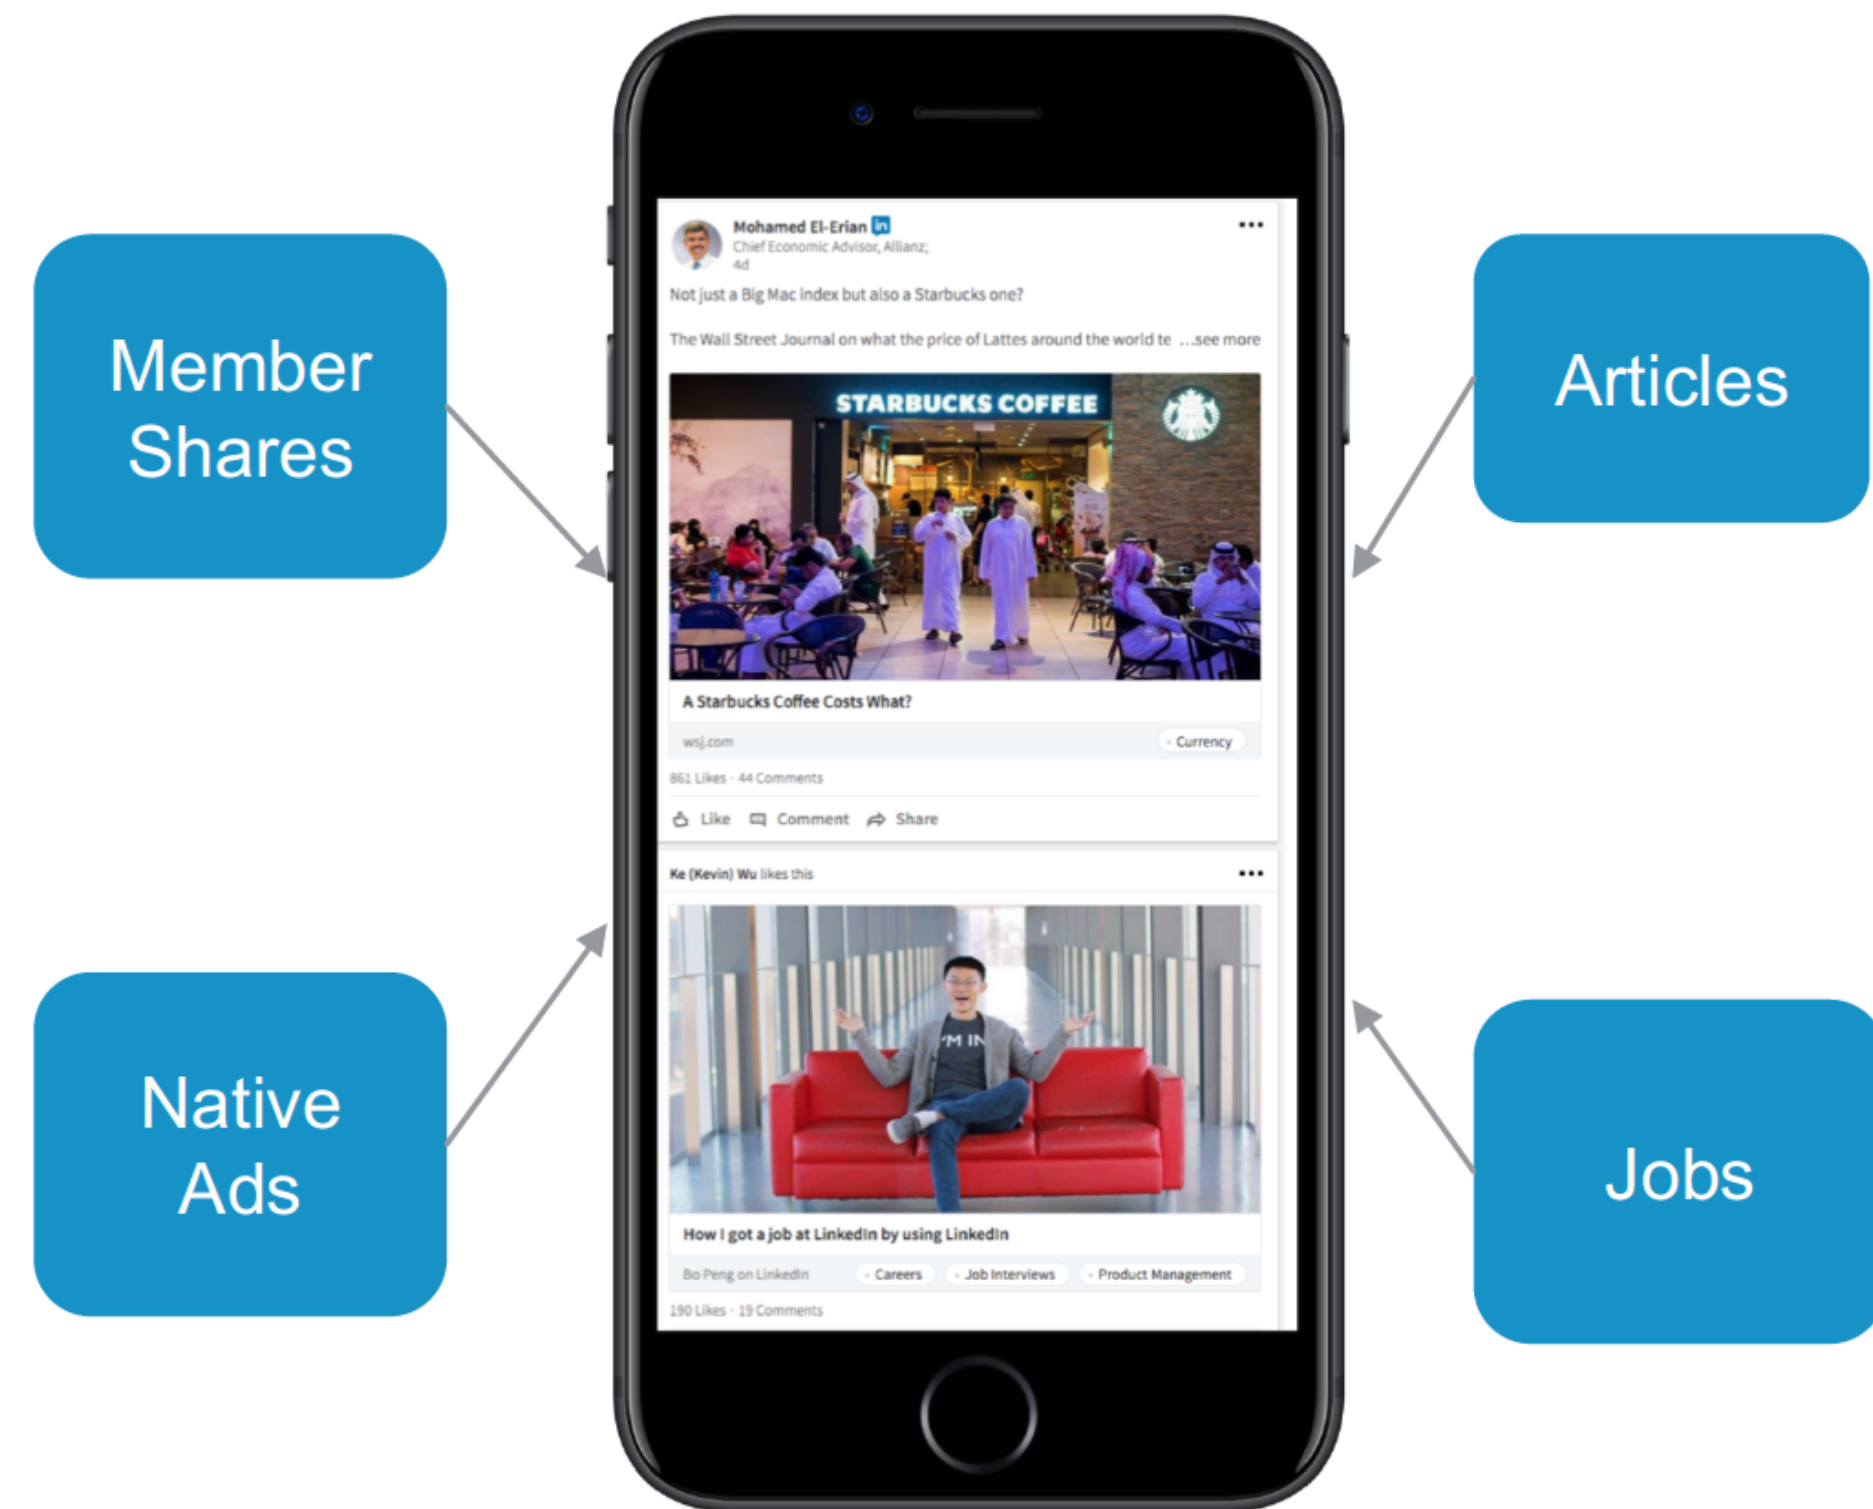 Member
Shares
Native
Ads
Mohamed El-Erian in
Chief Economic Advisor, Allianz;
4d
Not just a Big Mac index but also a Starbucks one?
The Wall Street Journal on what the price of Lattes around the world te ...see more
STARBUCKS COFFEE
A Starbucks Coffee Costs What?
wsj.com
Currency
861 Likes · 44 Comments
Like Comment Share
Ke (Kevin) Wu likes this
I'M IN
How I got a job at LinkedIn by using LinkedIn
Bo Peng on LinkedIn
Careers Job Interviews Product Management
190 Likes · 19 Comments
Articles
Jobs